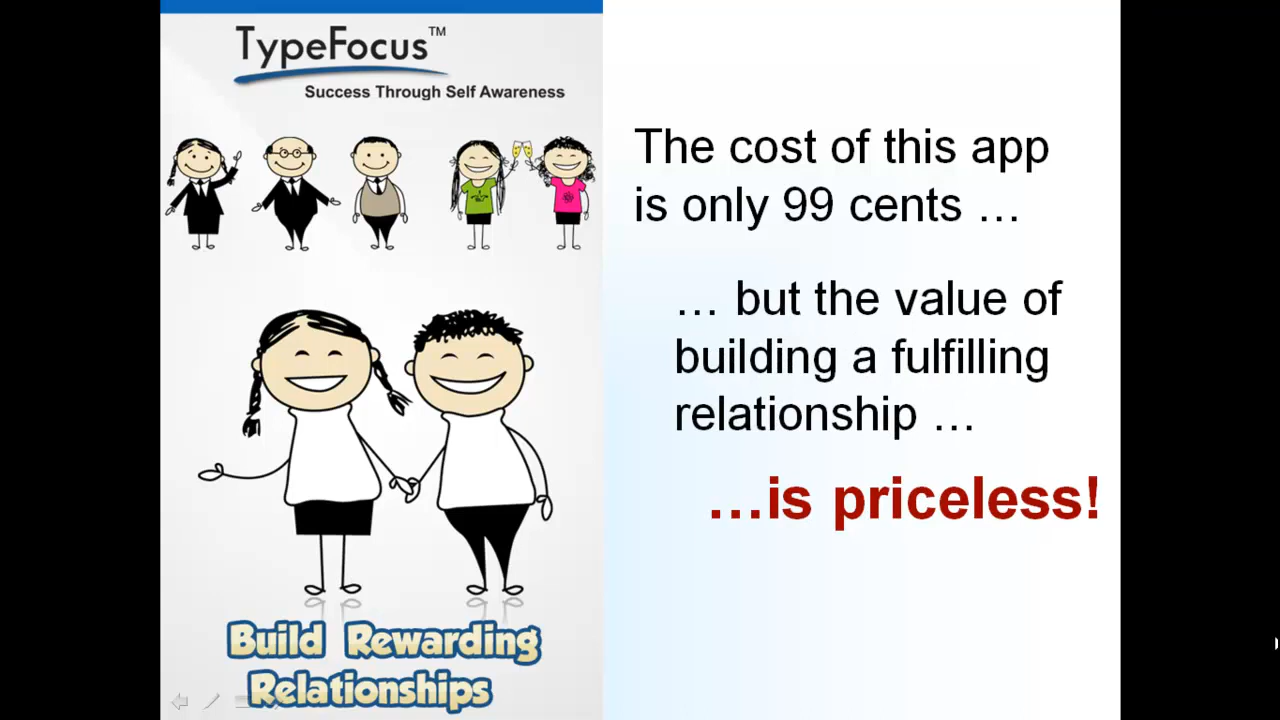 TypeFocus™
Success Through Self Awareness
Build Rewarding
Relationships
The cost of this app
is only 99 cents …
… but the value of
building a fulfilling
relationship …
…is priceless!